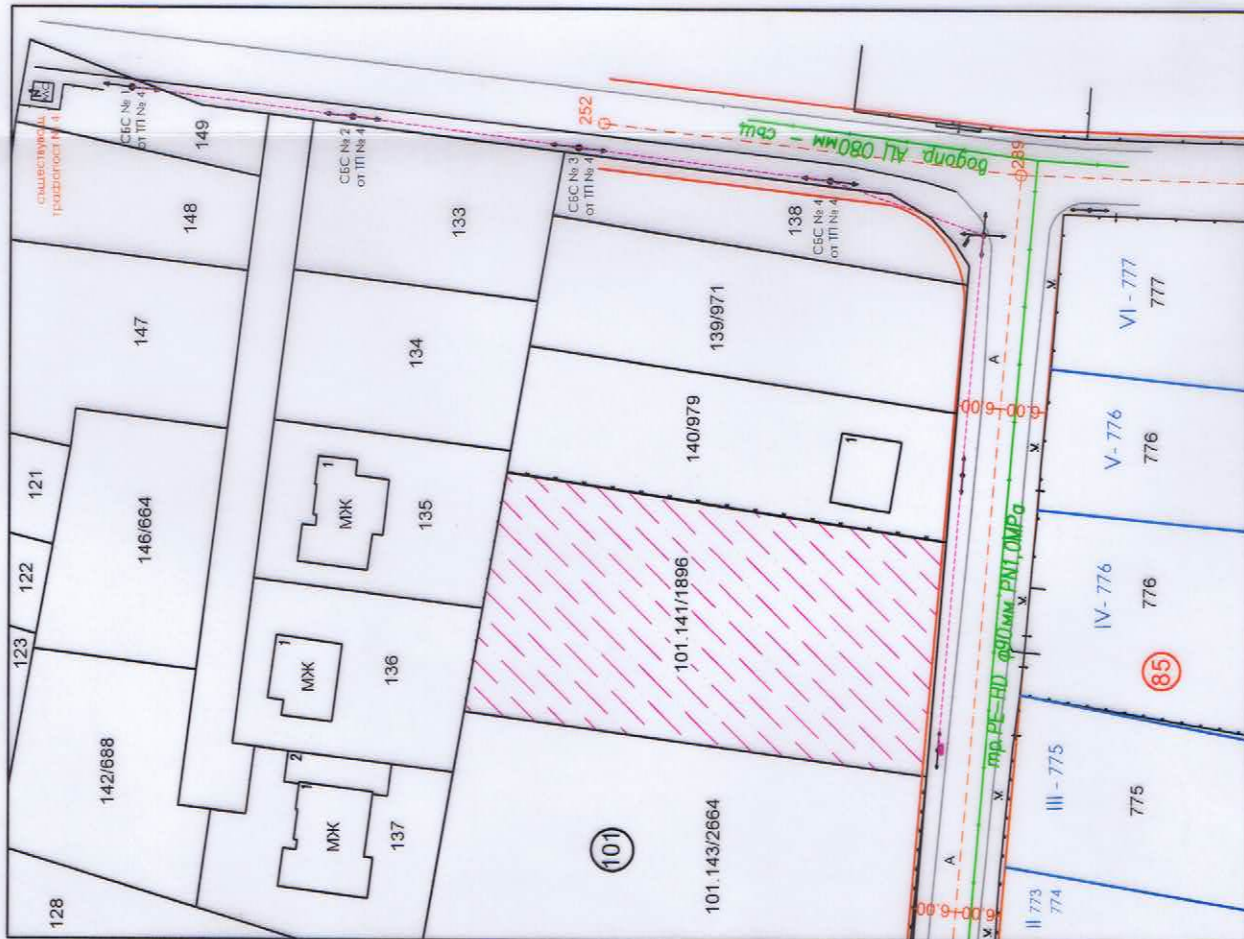 съществуващ
трафопост № 4
СБС № 1
от ТП № 4
149
148
147
121
122
123
146/664
142/688
128
СБС № 2
от ТП № 4
133
134
135
МЖ
1
136
МЖ
1
137
МЖ
1
2
252
СБС № 3
от ТП № 4
138
СБС № 4
от ТП № 4
139/971
140/979
1
101.141/1896
101.143/2664
101
Водопр. АЦ 080мм – същ
289
6.00
6.00
А
тр.PE-HD ф90мм PN1,0MPa
А
6.00
6.00
VI - 777
777
V- 776
776
IV- 776
776
85
III - 775
775
II 773
774